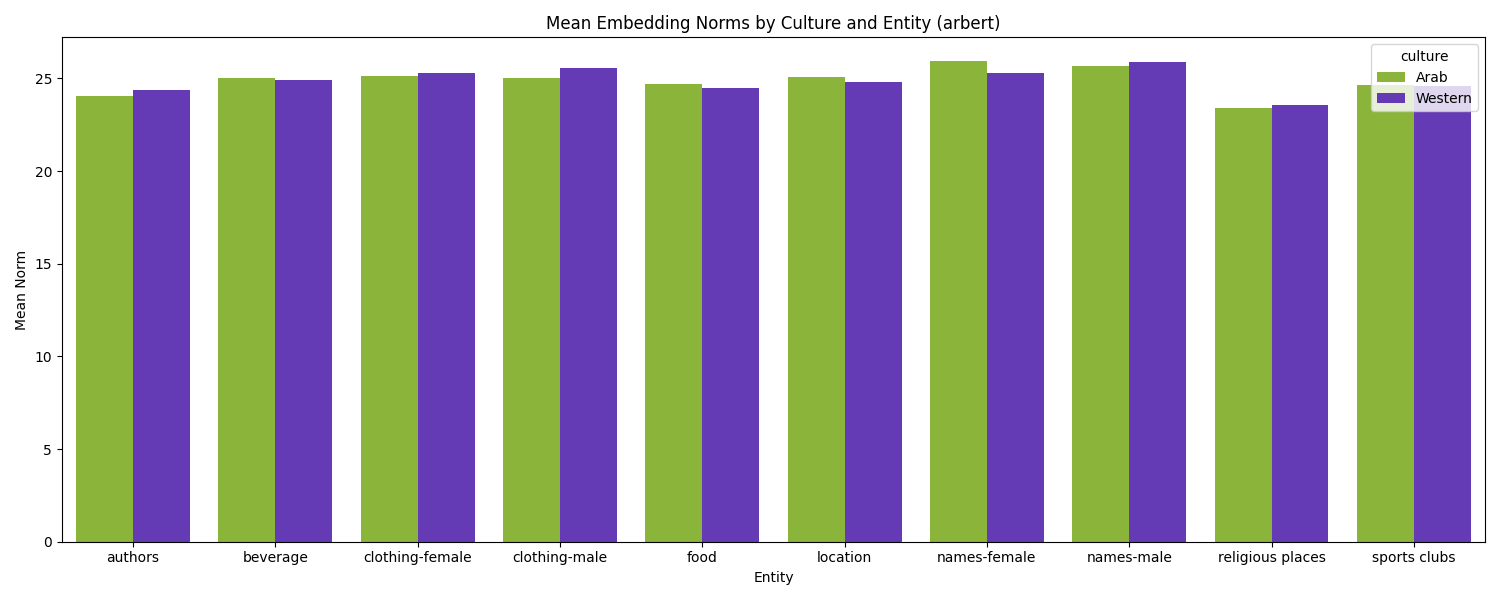 Mean Embedding Norms by Culture and Entity (arbert)
culture
Arab
Western
Mean Norm
25
20
15
10
5
0
authors beverage clothing-female clothing-male food location names-female names-male religious places sports clubs
Entity